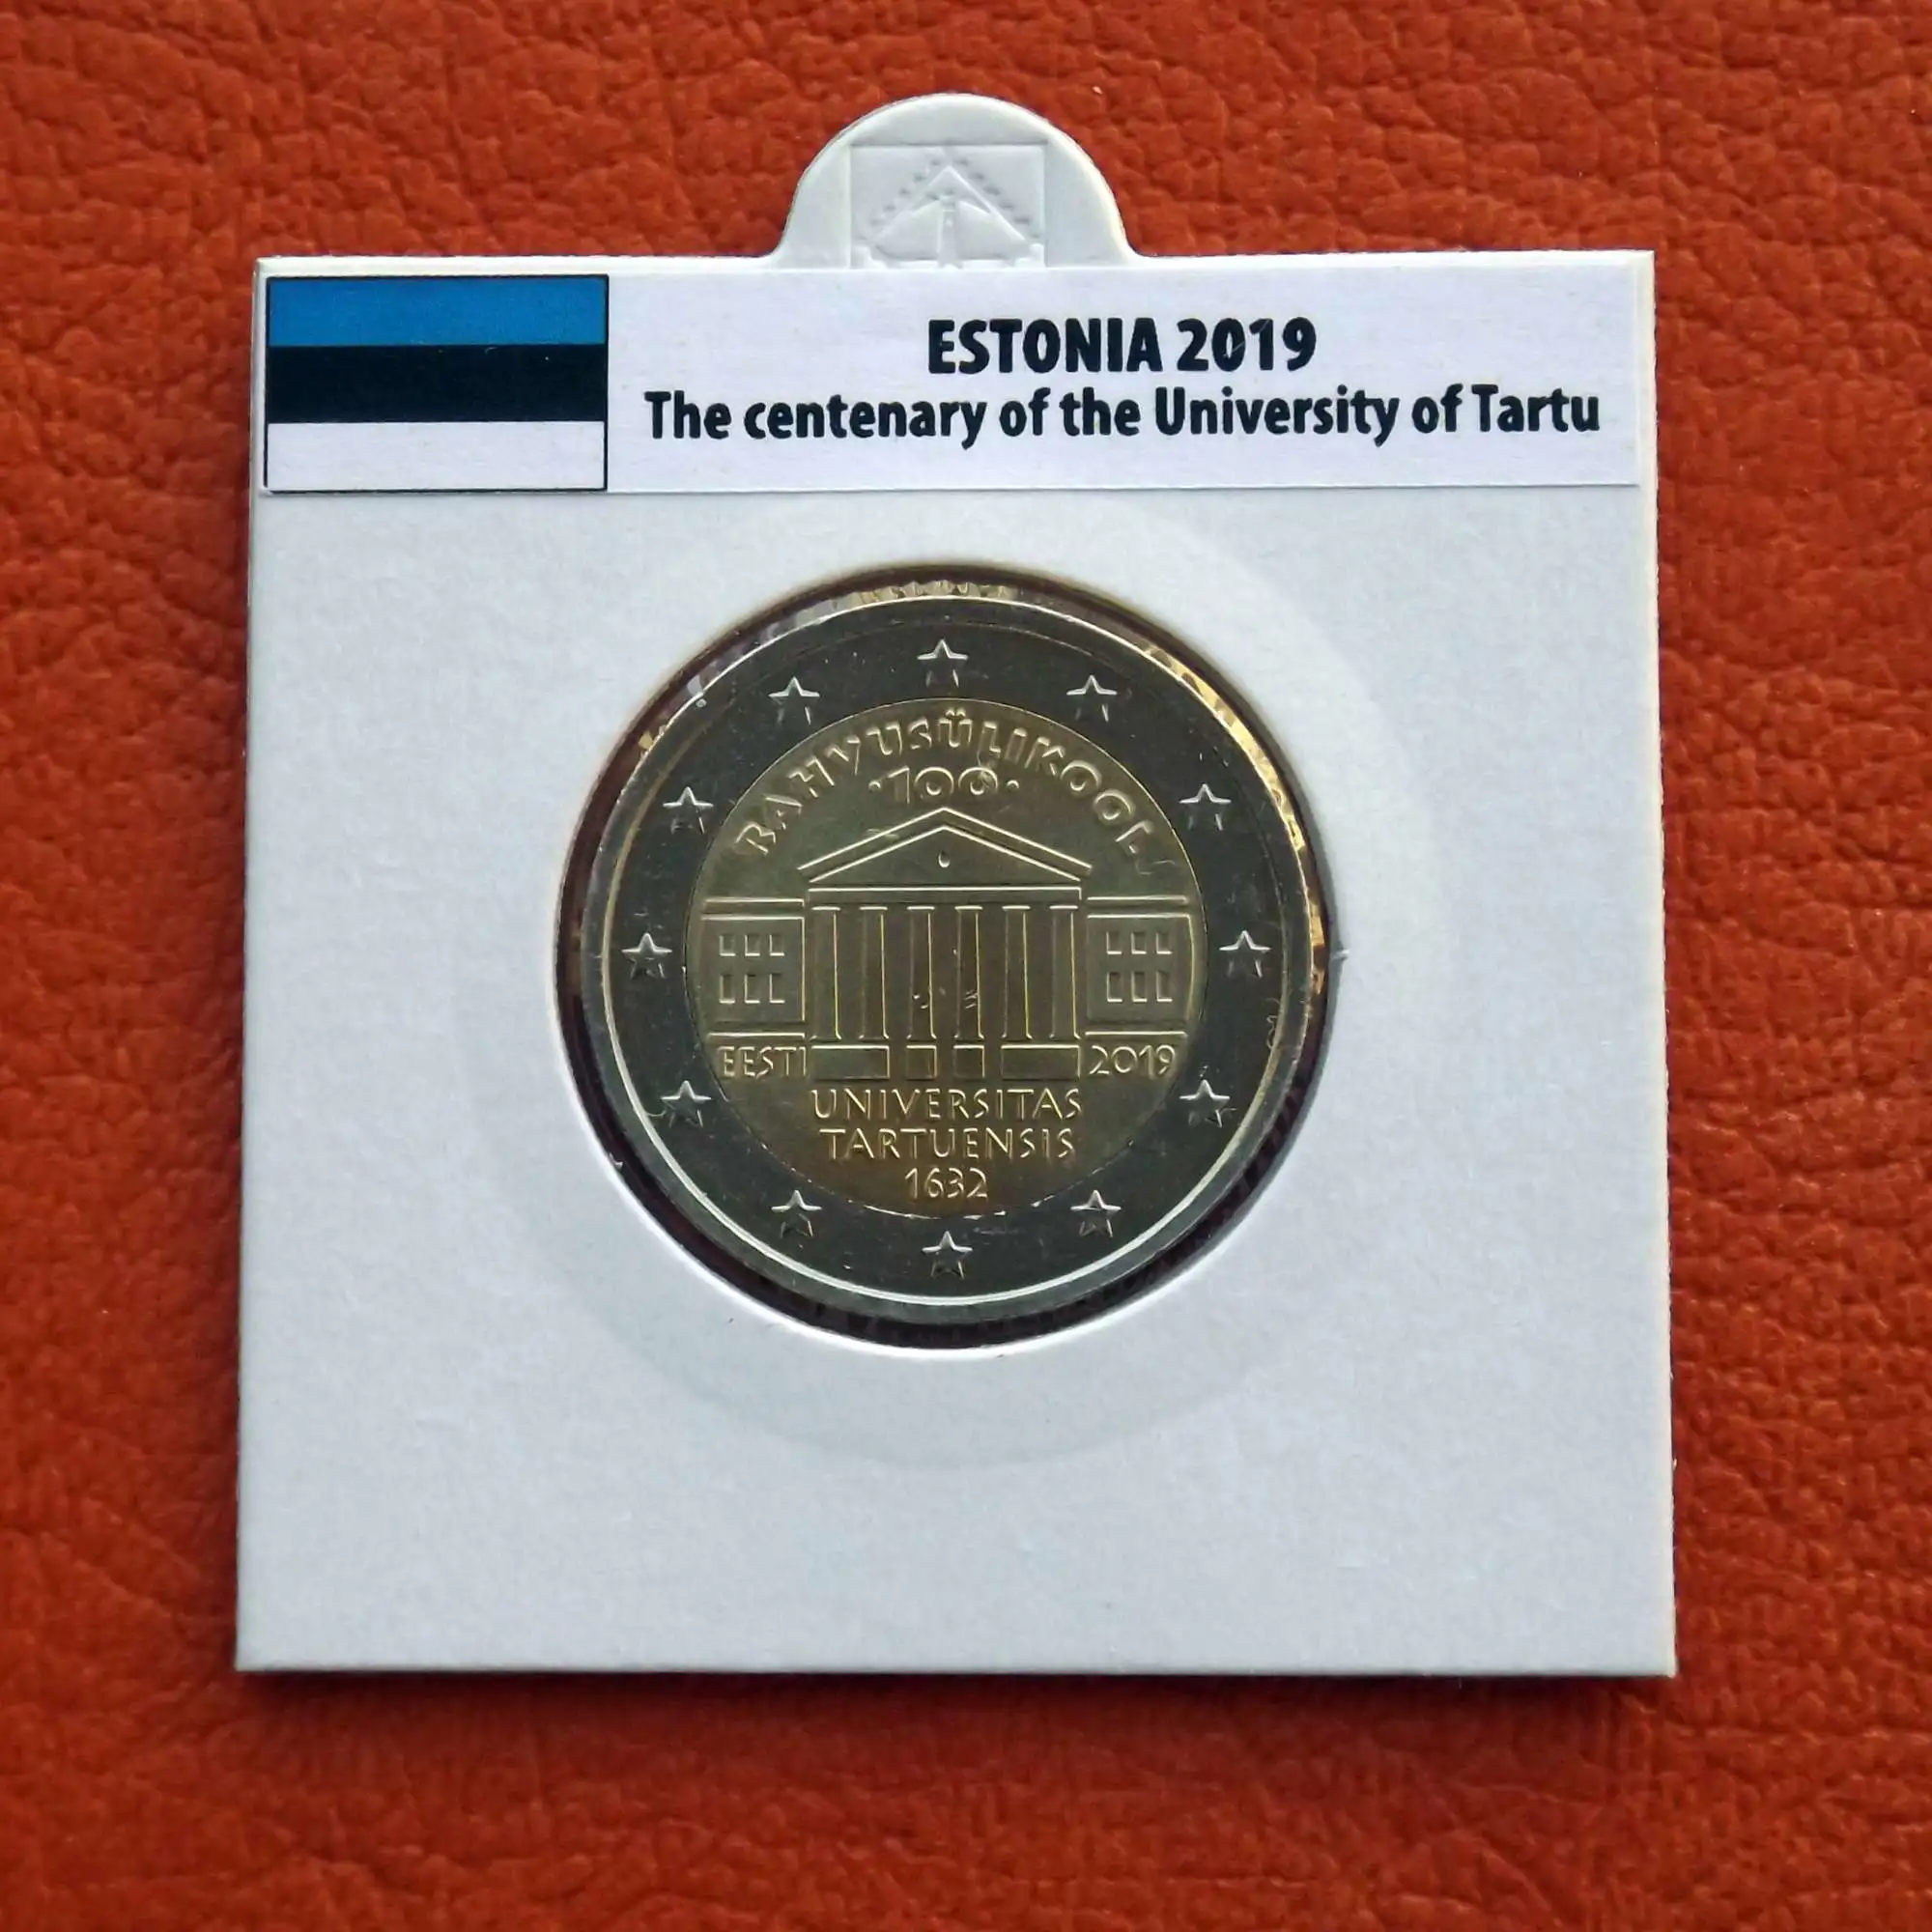 ESTONIA 2019
The centenary of the University of Tartu
RAHVUSÜLIKOOL
·100·
EESTI 2019
UNIVERSITAS
TARTUENSIS
1632